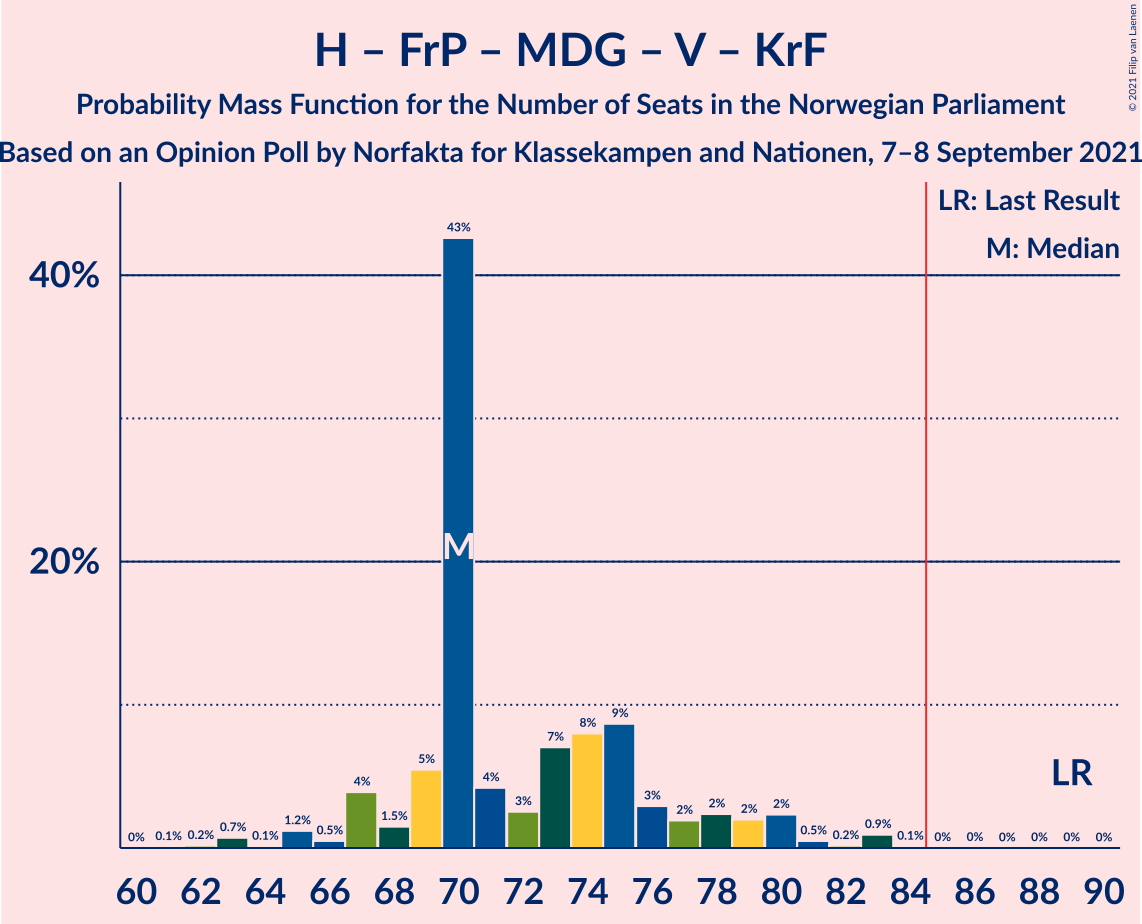 H – FrP – MDG – V – KrF
Probability Mass Function for the Number of Seats in the Norwegian Parliament
Based on an Opinion Poll by Norfakta for Klassekampen and Nationen, 7–8 September 2021
© 2021 Filip van Laenen
LR: Last Result
M: Median
40%
20%
43%
M
0% 0.1% 0.2% 0.7% 0.1% 1.2% 0.5% 4% 1.5% 5% 4% 3% 7% 8% 9% 3% 2% 2% 2% 2% 0.5% 0.2% 0.9% 0.1% 0% 0% 0% 0% 0% 0%
LR
60 62 64 66 68 70 72 74 76 78 80 82 84 86 88 90